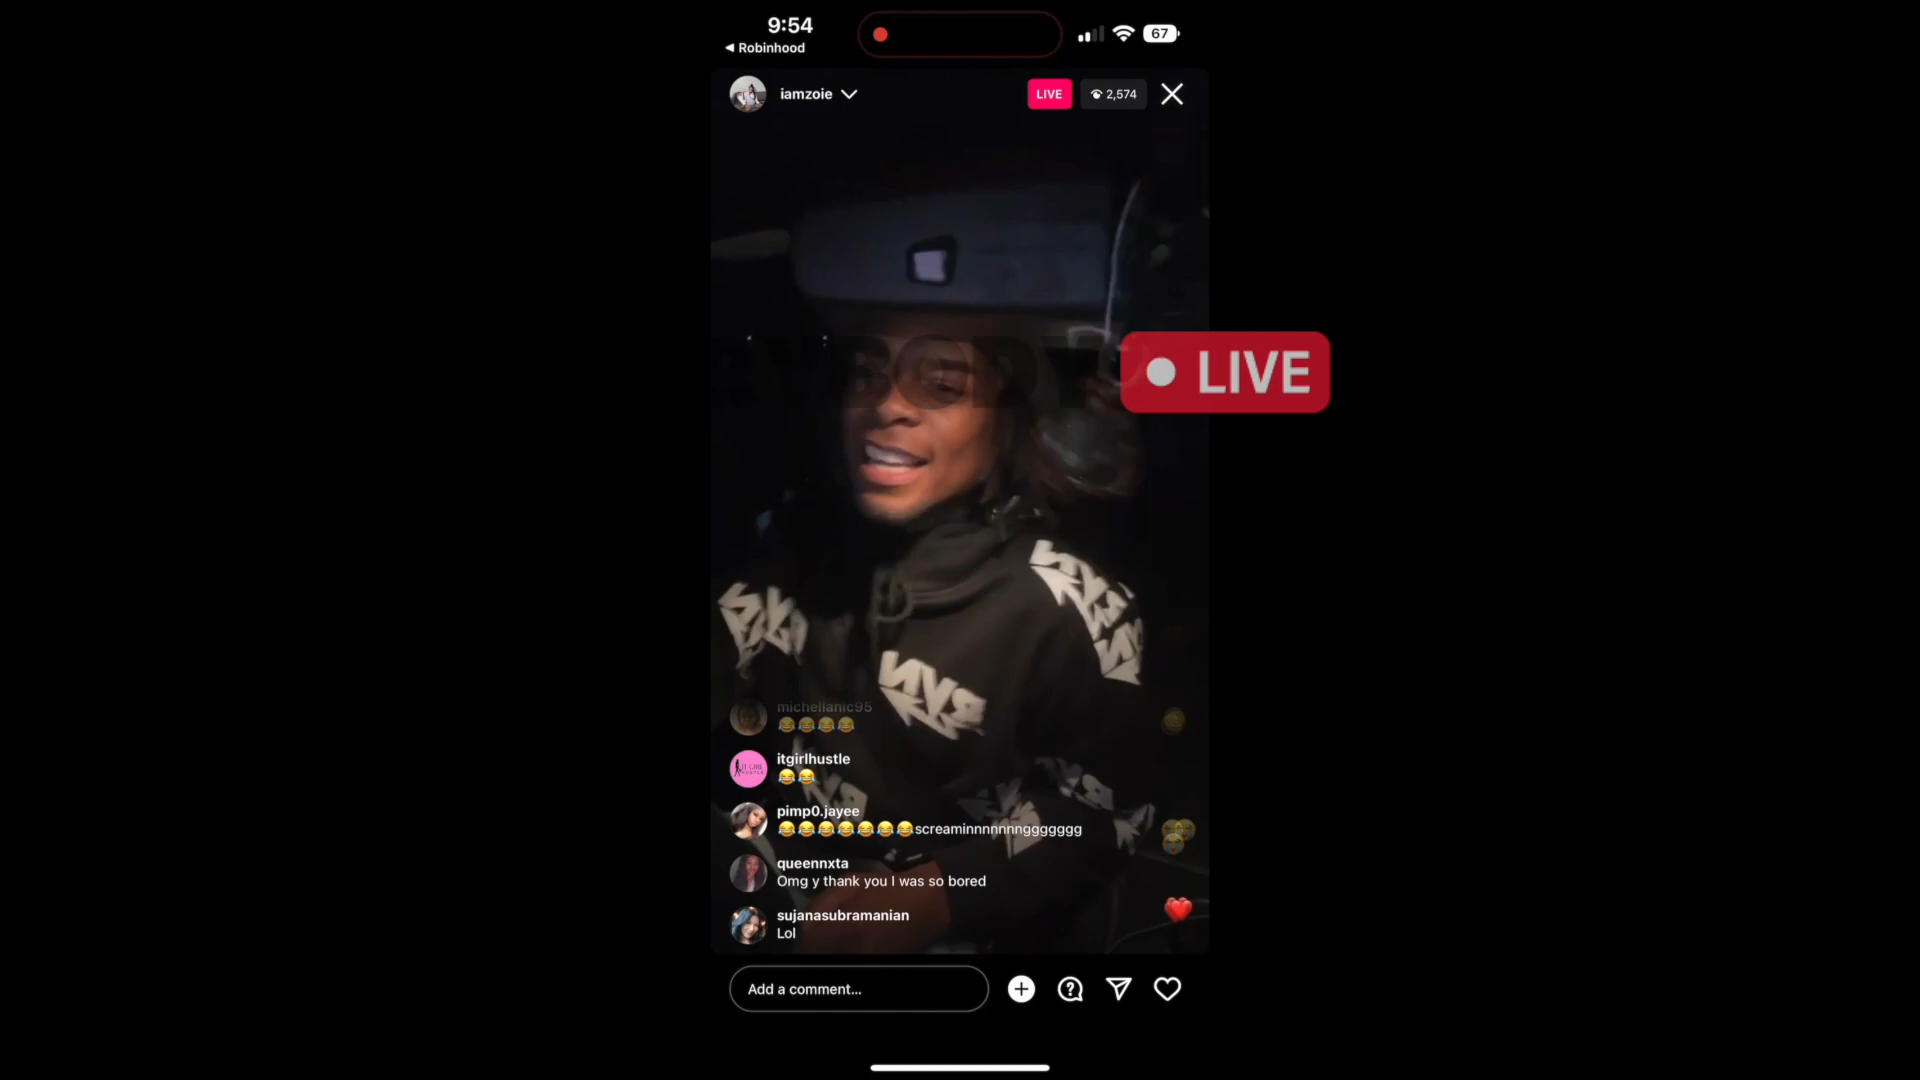 9:54
◀ Robinhood
67
iamzoie
LIVE
2,574
LIVE
michellanic95
😂😂😂😂
itgirlhustle
😂😂
pimp0.jayee
😂😂😂😂😂😂😂screaminnnnnnnggggggg
queennxta
Omg y thank you I was so bored
sujanasubramanian
Lol
Add a comment...